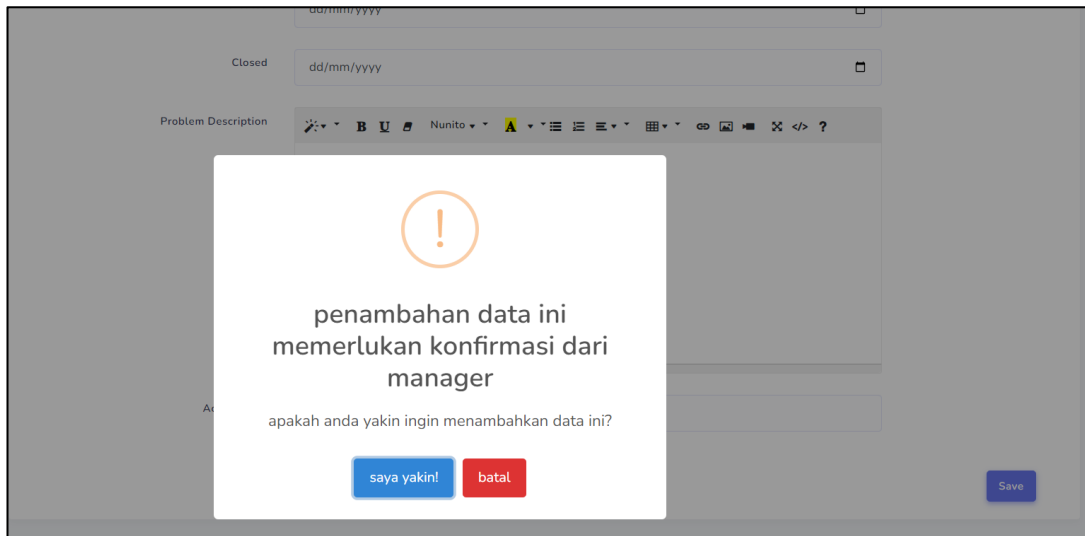 dd/mm/yyyy
Closed
dd/mm/yyyy
Problem Description
B U Nunito A </> ?
!
penambahan data ini
memerlukan konfirmasi dari
manager
apakah anda yakin ingin menambahkan data ini?
saya yakin!
batal
Save